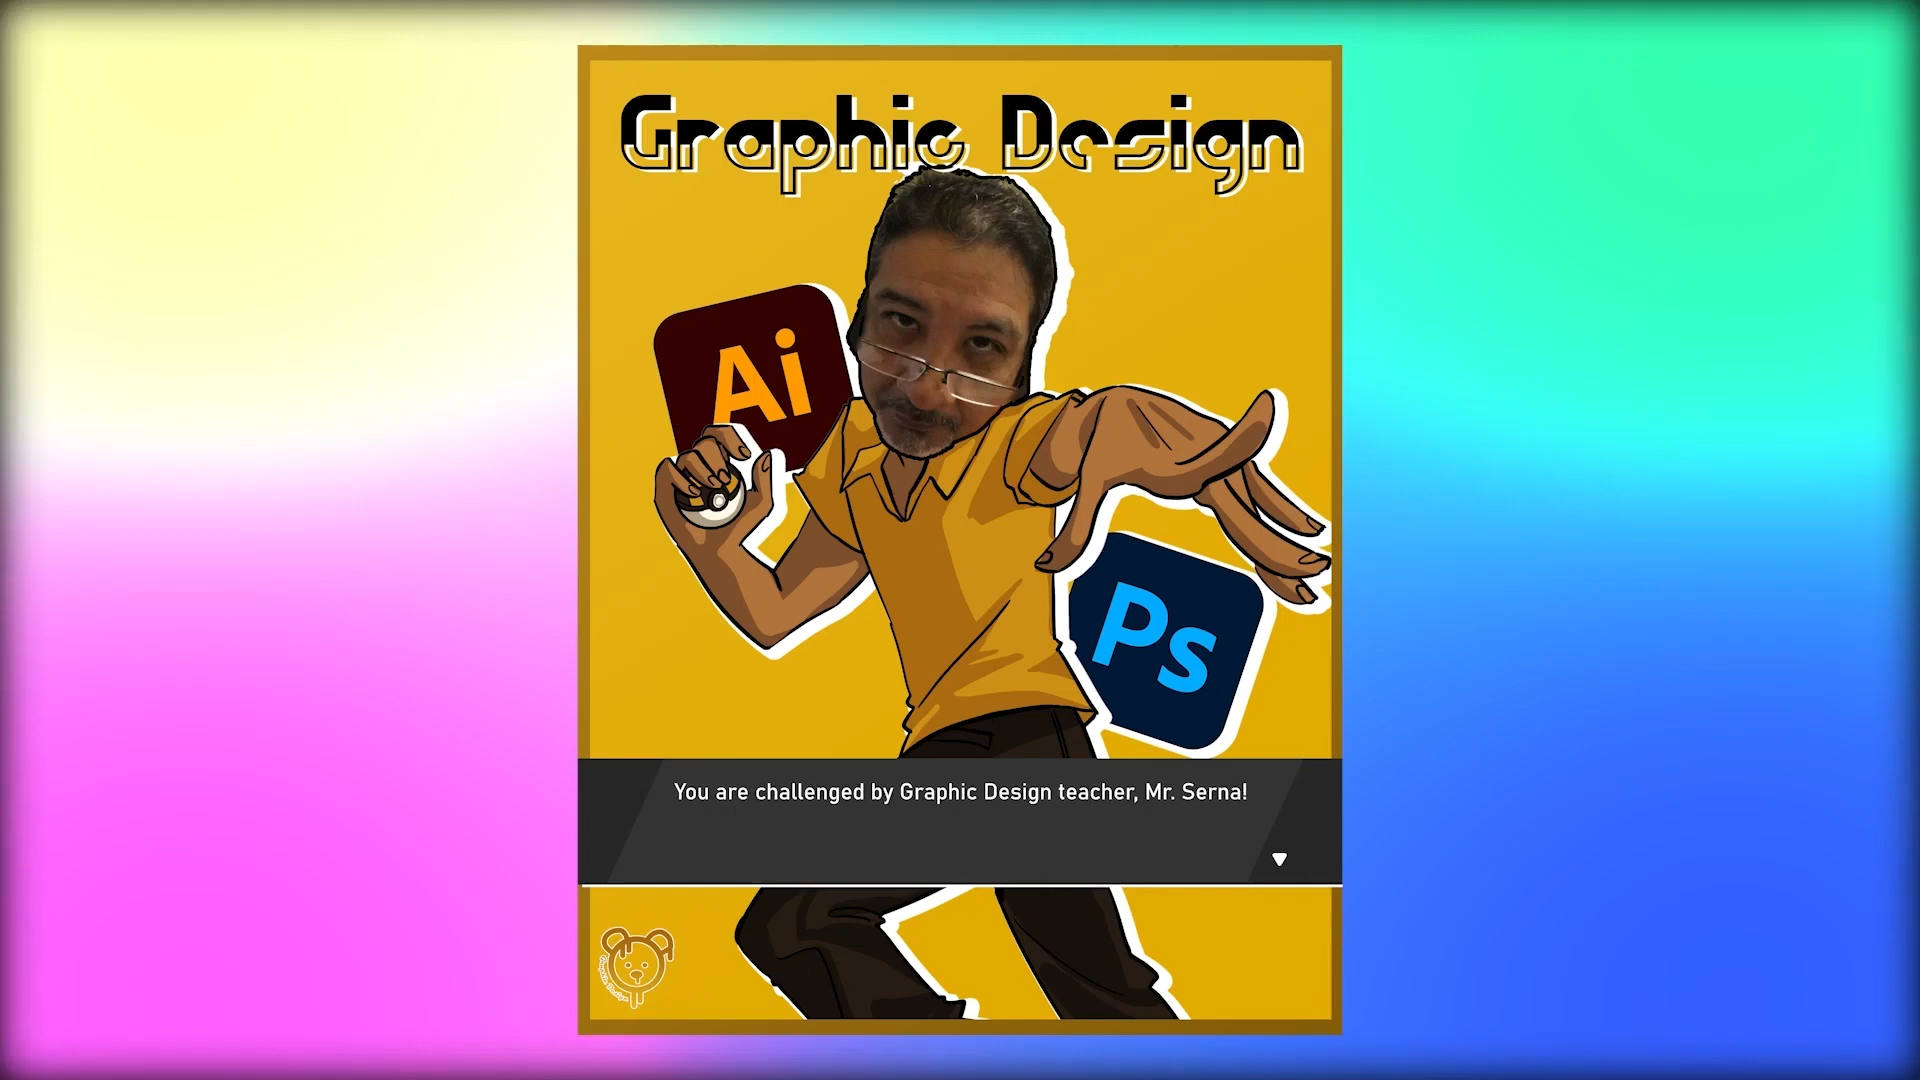 Graphic Design
Ai
Ps
You are challenged by Graphic Design teacher, Mr. Serna!